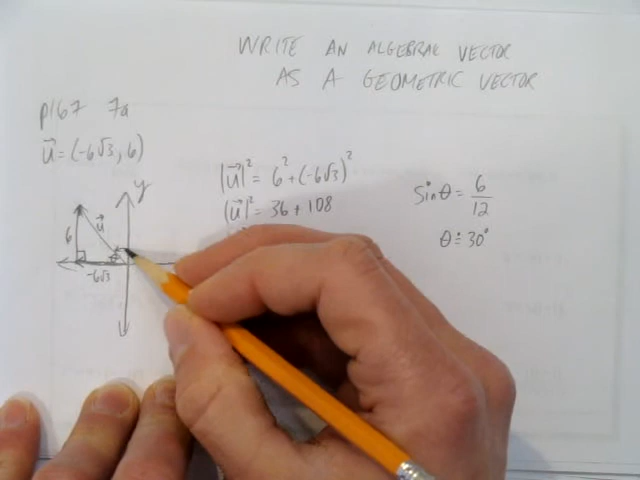 WRITE AN ALGEBRAIC VECTOR
AS A GEOMETRIC VECTOR
p167 7a
u⃗ = (-6√3, 6)
|u⃗|² = 6² + (-6√3)²
|u⃗|² = 36 + 108
sinθ = 6/12
θ = 30°
y
6
u⃗
θ
-6√3